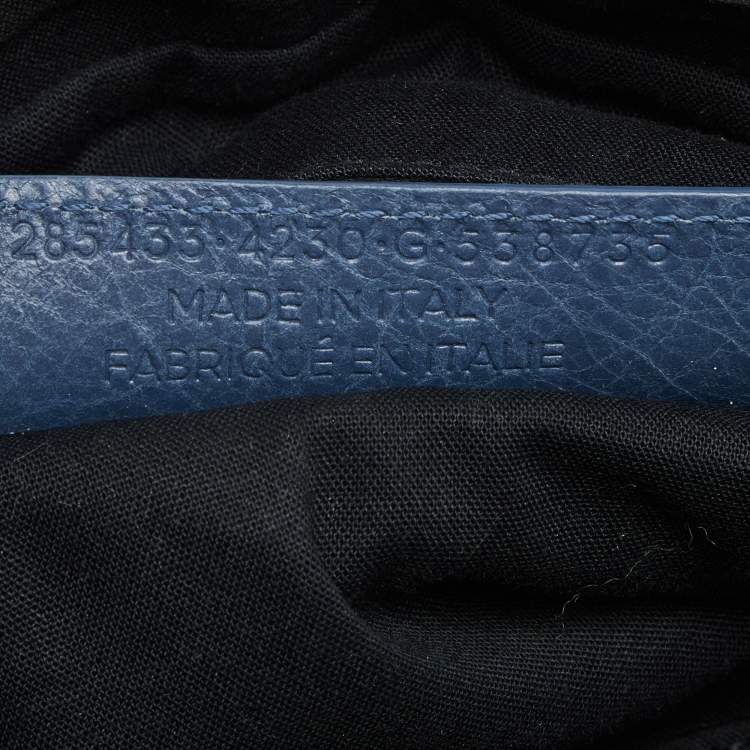 285433·4230·G·538735
MADE IN ITALY
FABRIQUÉ EN ITALIE